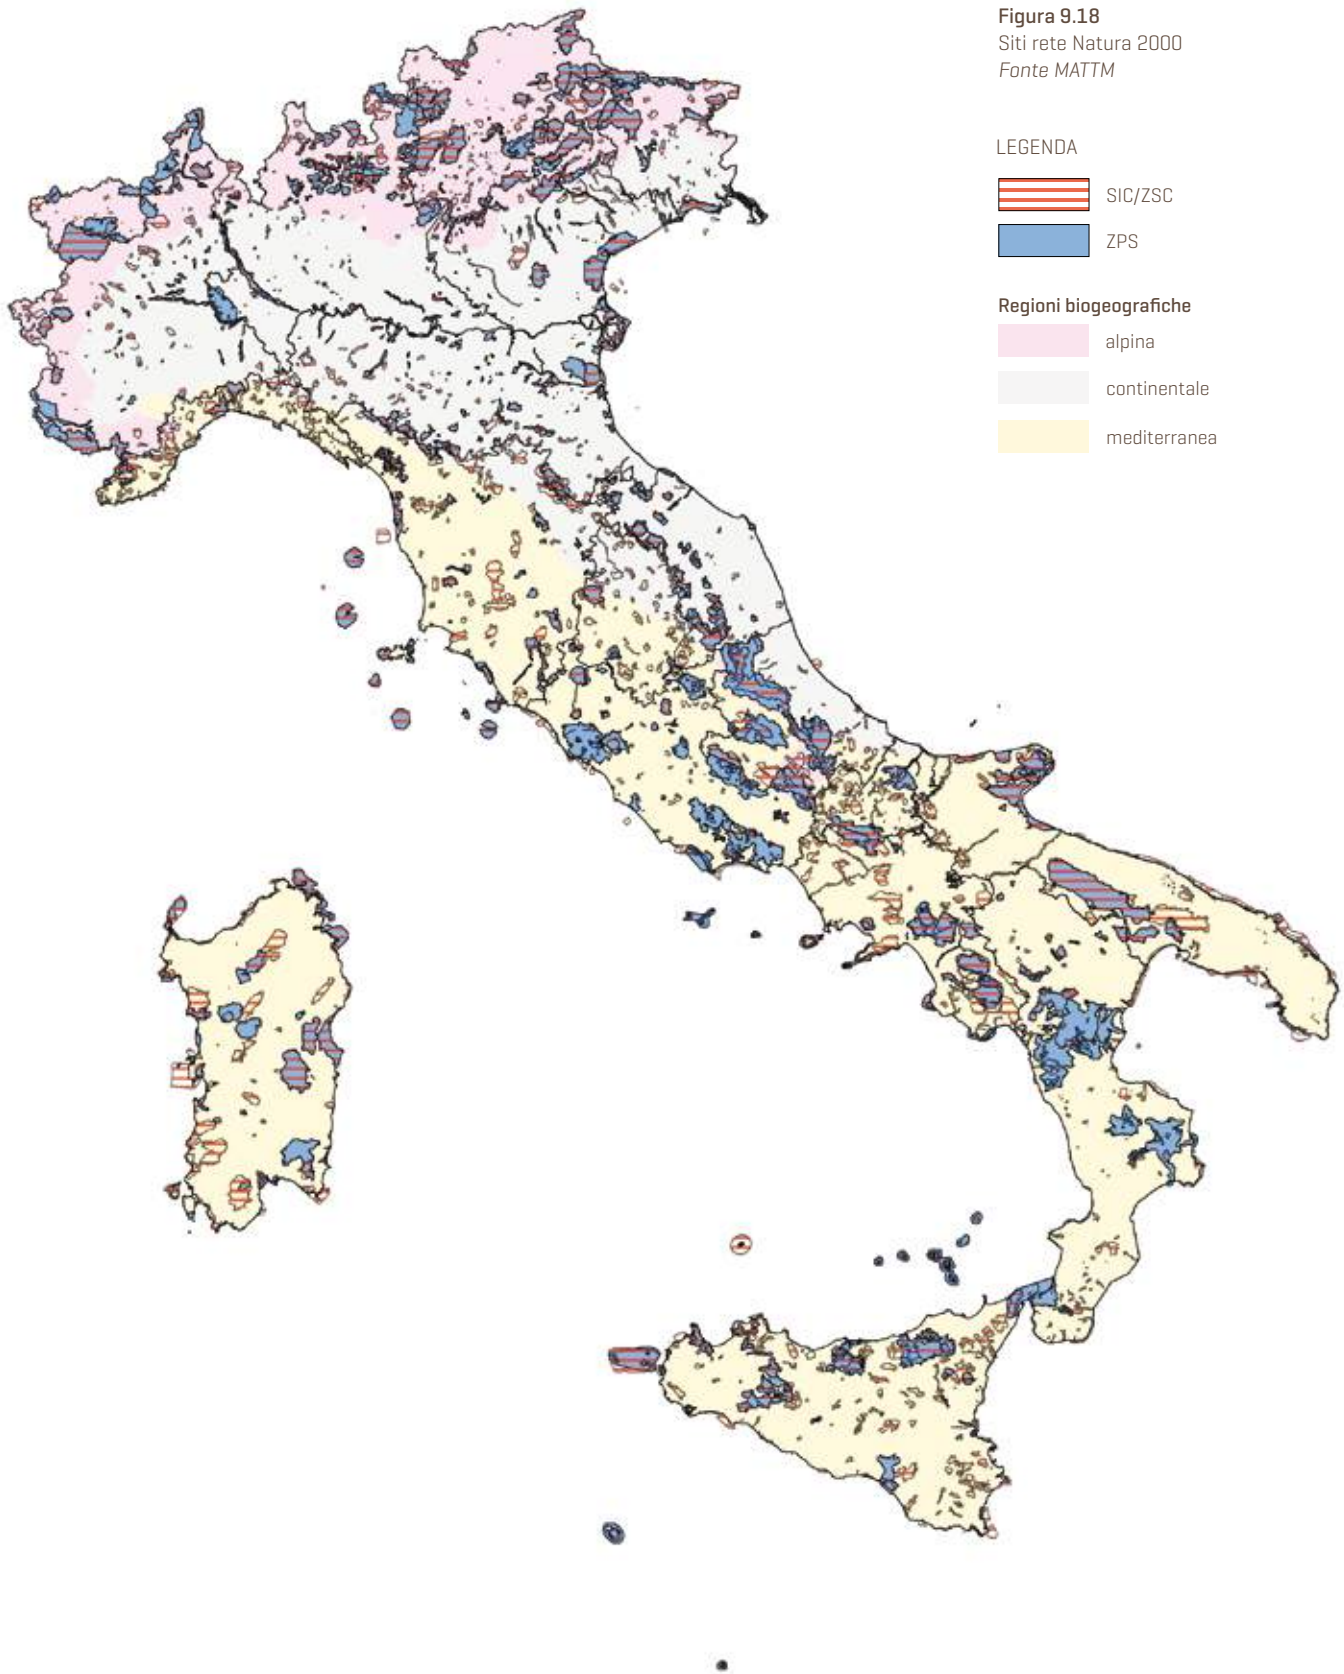 Figura 9.18
Siti rete Natura 2000
Fonte MATTM
LEGENDA
SIC/ZSC
ZPS
Regioni biogeografiche
alpina
continentale
mediterranea